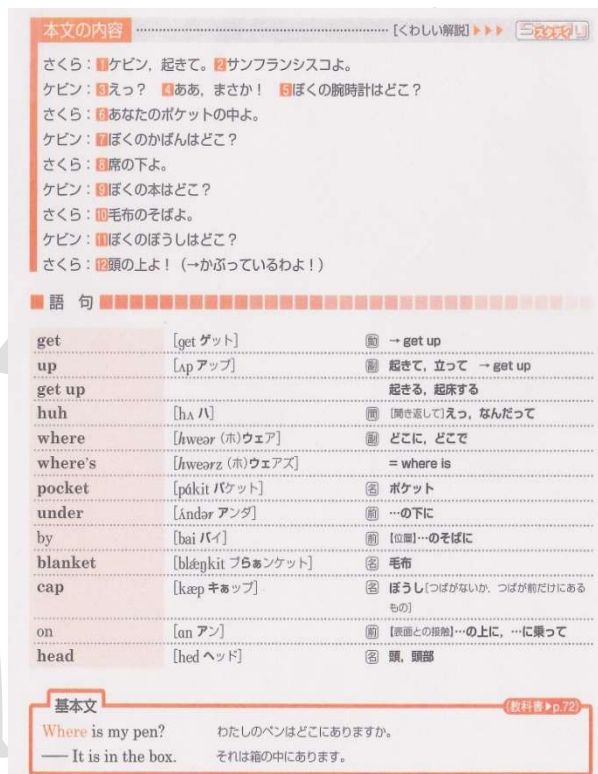 本文の内容 [くわしい解説]▶▶▶
さくら：1ケビン，起きて。2サンフランシスコよ。
ケビン：3えっ？ 4ああ，まさか！ 5ぼくの腕時計はどこ？
さくら：6あなたのポケットの中よ。
ケビン：7ぼくのかばんはどこ？
さくら：8席の下よ。
ケビン：9ぼくの本はどこ？
さくら：10毛布のそばよ。
ケビン：11ぼくのぼうしはどこ？
さくら：12頭の上よ！（→かぶっているわよ！）
語 句
get [ɡet ゲット] 動 → get up
up [ʌp アップ] 副 起きて，立って → get up
get up 起きる，起床する
huh [hʌ ハ] 間 [聞き返して]えっ，なんだって
where [hweər (ホ)ウェア] 副 どこに，どこで
where's [hweərz (ホ)ウェアズ] = where is
pocket [pákit パケット] 名 ポケット
under [ʌ́ndər アンダ] 前 …の下に
by [bai バイ] 前 【位置】…のそばに
blanket [blǽŋkit ブらぁンケット] 名 毛布
cap [kæp キぁップ] 名 ぼうし[つばがないか，つばが前だけにある
もの]
on [ɑn アン] 前 【表面との接触】…の上に，…に乗って
head [hed ヘッド] 名 頭，頭部
基本文 (教科書▶p.72)
Where is my pen? わたしのペンはどこにありますか。
── It is in the box. それは箱の中にあります。